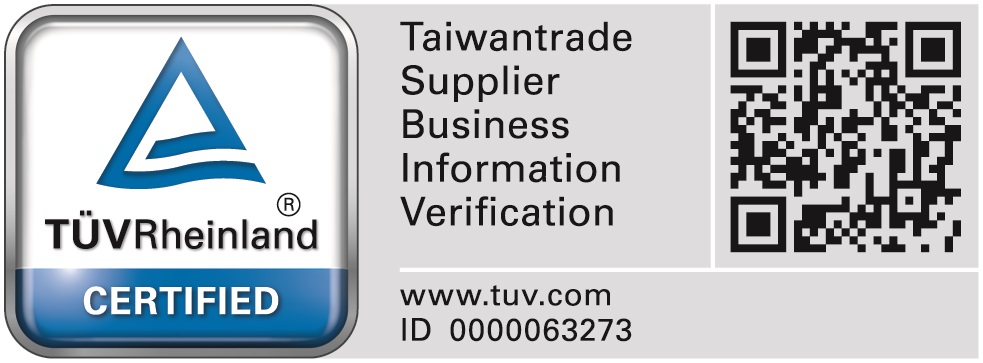 TÜVRheinland®
CERTIFIED
Taiwantrade
Supplier
Business
Information
Verification
www.tuv.com
ID 0000063273